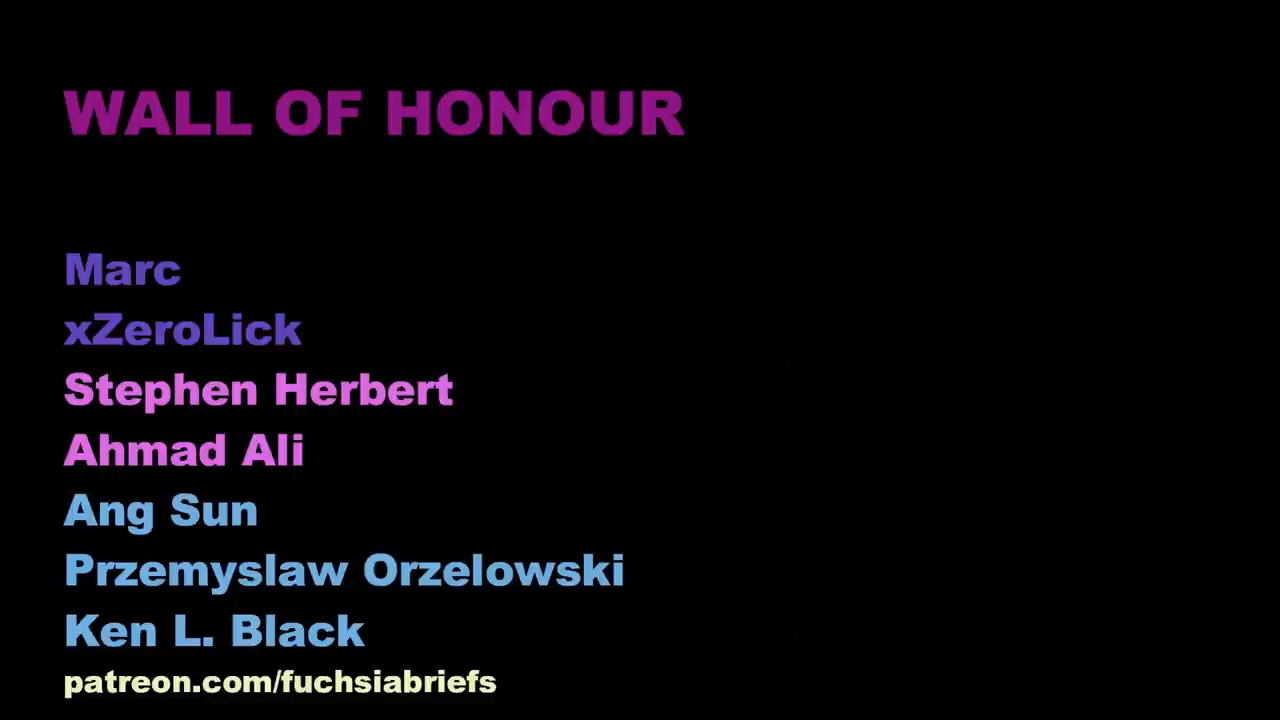 WALL OF HONOUR
Marc
xZeroLick
Stephen Herbert
Ahmad Ali
Ang Sun
Przemyslaw Orzelowski
Ken L. Black
patreon.com/fuchsiabriefs